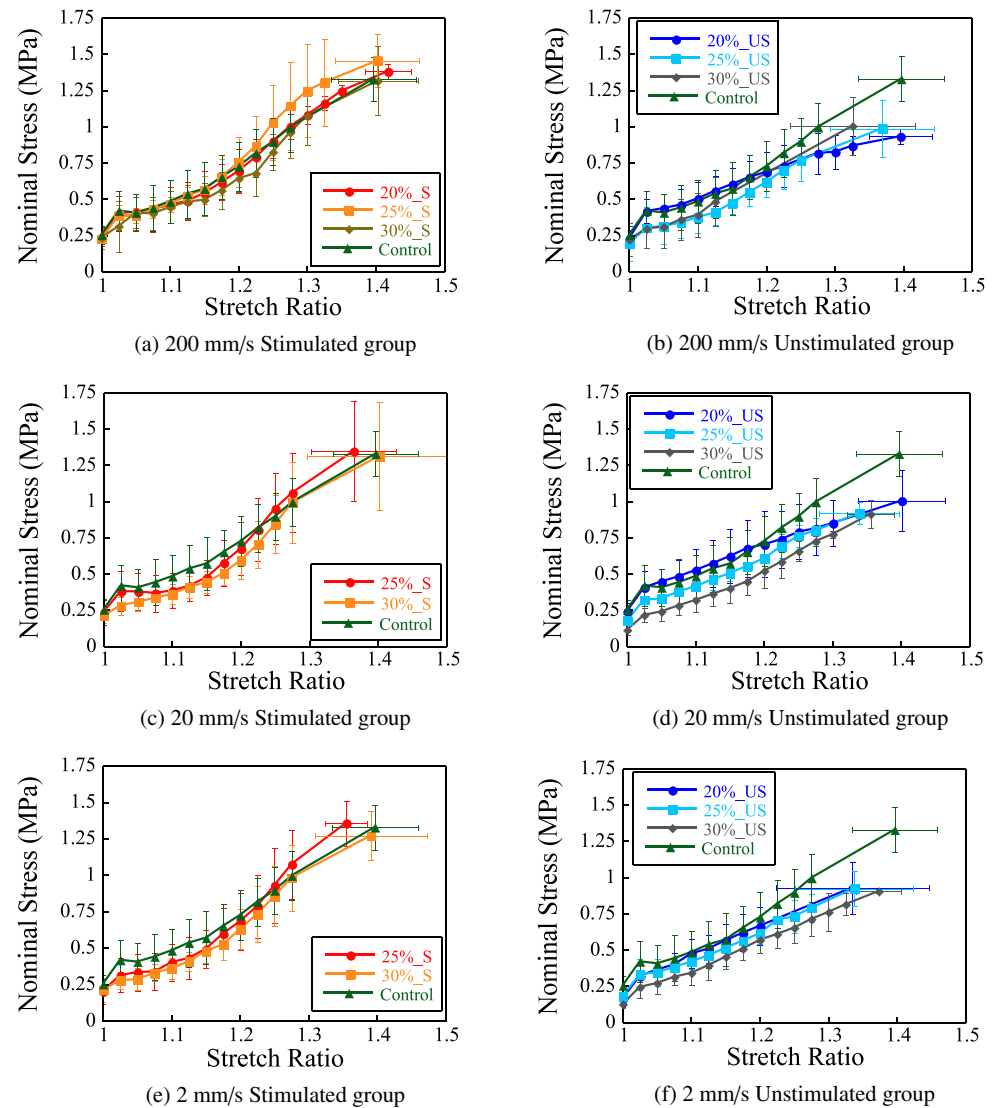 1.75
1.5
1.25
1
0.75
0.5
0.25
0
Nominal Stress (MPa)
20%_S
25%_S
30%_S
Control
1 1.1 1.2 1.3 1.4 1.5
Stretch Ratio
(a) 200 mm/s Stimulated group
1.75
1.5
1.25
1
0.75
0.5
0.25
0
Nominal Stress (MPa)
20%_US
25%_US
30%_US
Control
1 1.1 1.2 1.3 1.4 1.5
Stretch Ratio
(b) 200 mm/s Unstimulated group
1.75
1.5
1.25
1
0.75
0.5
0.25
0
Nominal Stress (MPa)
25%_S
30%_S
Control
1 1.1 1.2 1.3 1.4 1.5
Stretch Ratio
(c) 20 mm/s Stimulated group
1.75
1.5
1.25
1
0.75
0.5
0.25
0
Nominal Stress (MPa)
20%_US
25%_US
30%_US
Control
1 1.1 1.2 1.3 1.4 1.5
Stretch Ratio
(d) 20 mm/s Unstimulated group
1.75
1.5
1.25
1
0.75
0.5
0.25
0
Nominal Stress (MPa)
25%_S
30%_S
Control
1 1.1 1.2 1.3 1.4 1.5
Stretch Ratio
(e) 2 mm/s Stimulated group
1.75
1.5
1.25
1
0.75
0.5
0.25
0
Nominal Stress (MPa)
20%_US
25%_US
30%_US
Control
1 1.1 1.2 1.3 1.4 1.5
Stretch Ratio
(f) 2 mm/s Unstimulated group